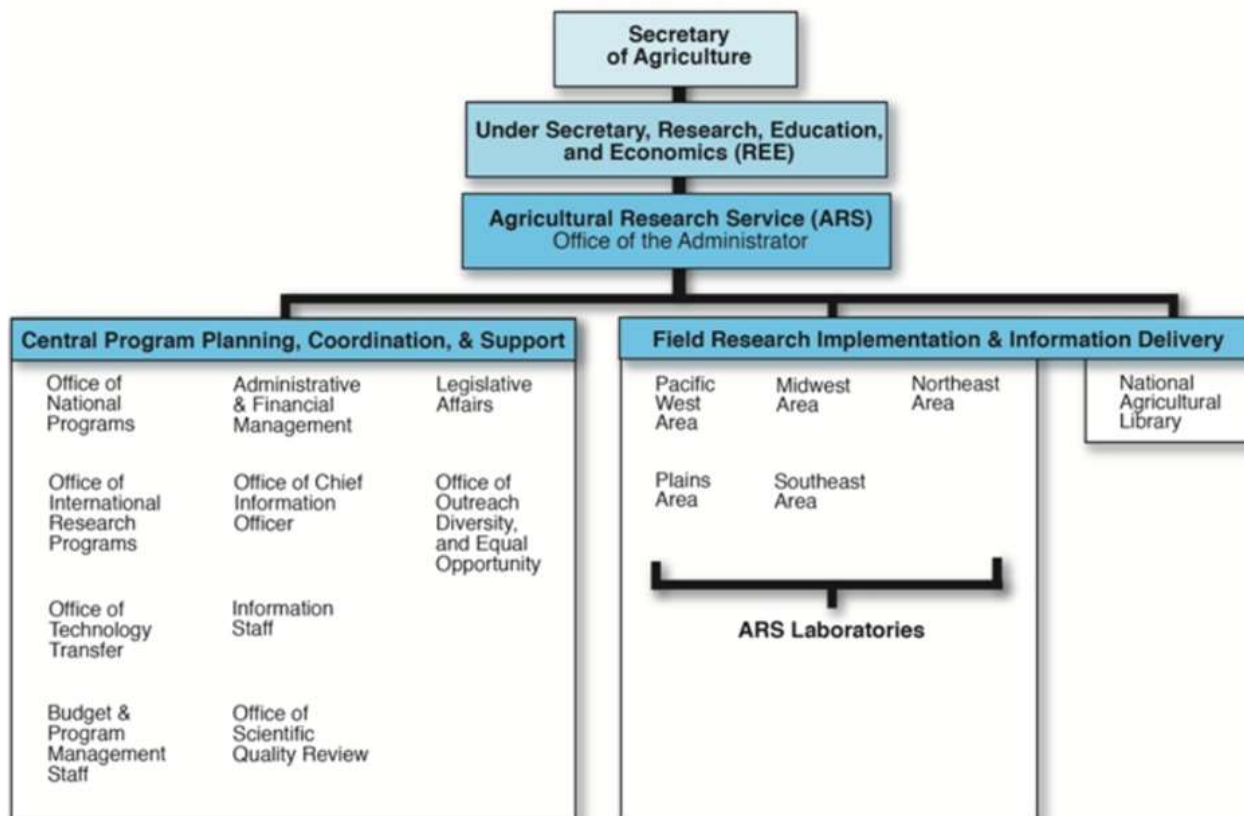 Secretary
of Agriculture
Under Secretary, Research, Education,
and Economics (REE)
Agricultural Research Service (ARS)
Office of the Administrator
Central Program Planning, Coordination, & Support
Office of
National
Programs
Administrative
& Financial
Management
Legislative
Affairs
Office of
International
Research
Programs
Office of Chief
Information
Officer
Office of
Outreach
Diversity,
and Equal
Opportunity
Office of
Technology
Transfer
Information
Staff
Budget &
Program
Management
Staff
Office of
Scientific
Quality Review
Field Research Implementation & Information Delivery
Pacific
West
Area
Midwest
Area
Northeast
Area
National
Agricultural
Library
Plains
Area
Southeast
Area
ARS Laboratories